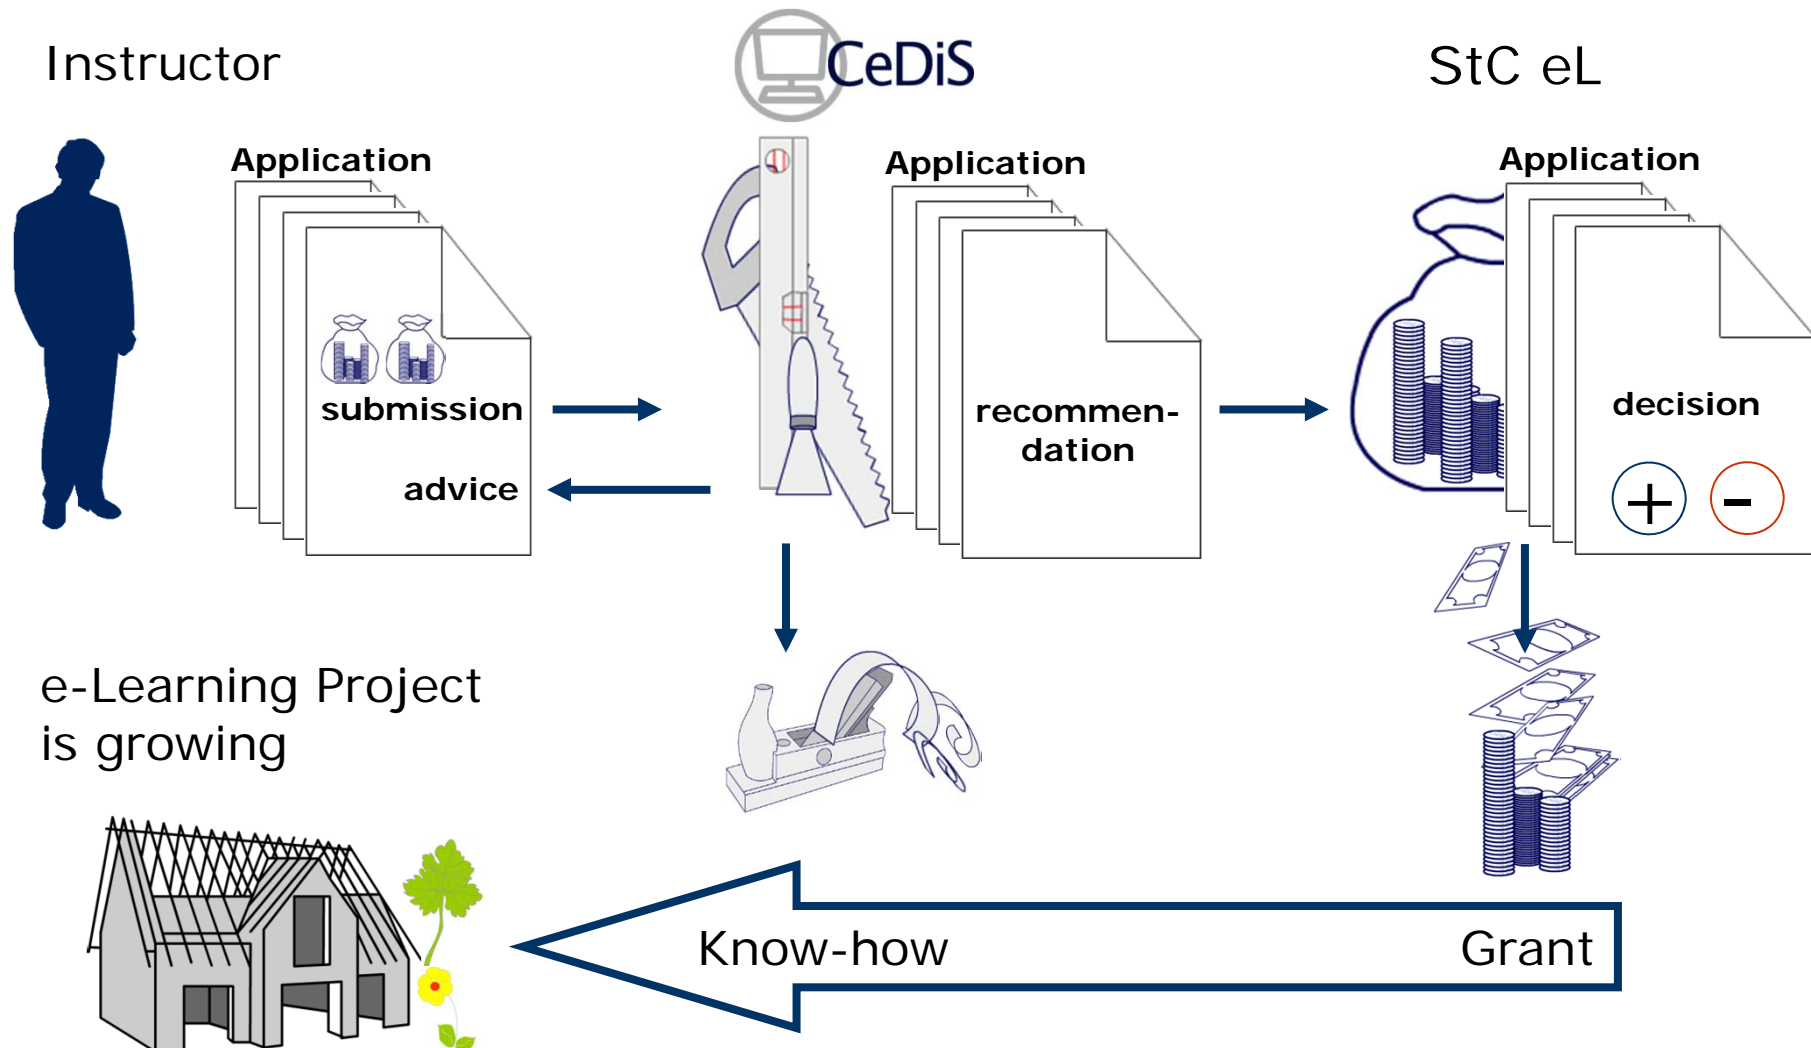 Instructor
CeDiS
StC eL
Application
submission
advice
Application
recommen-
dation
Application
decision
+ -
e-Learning Project
is growing
Know-how
Grant